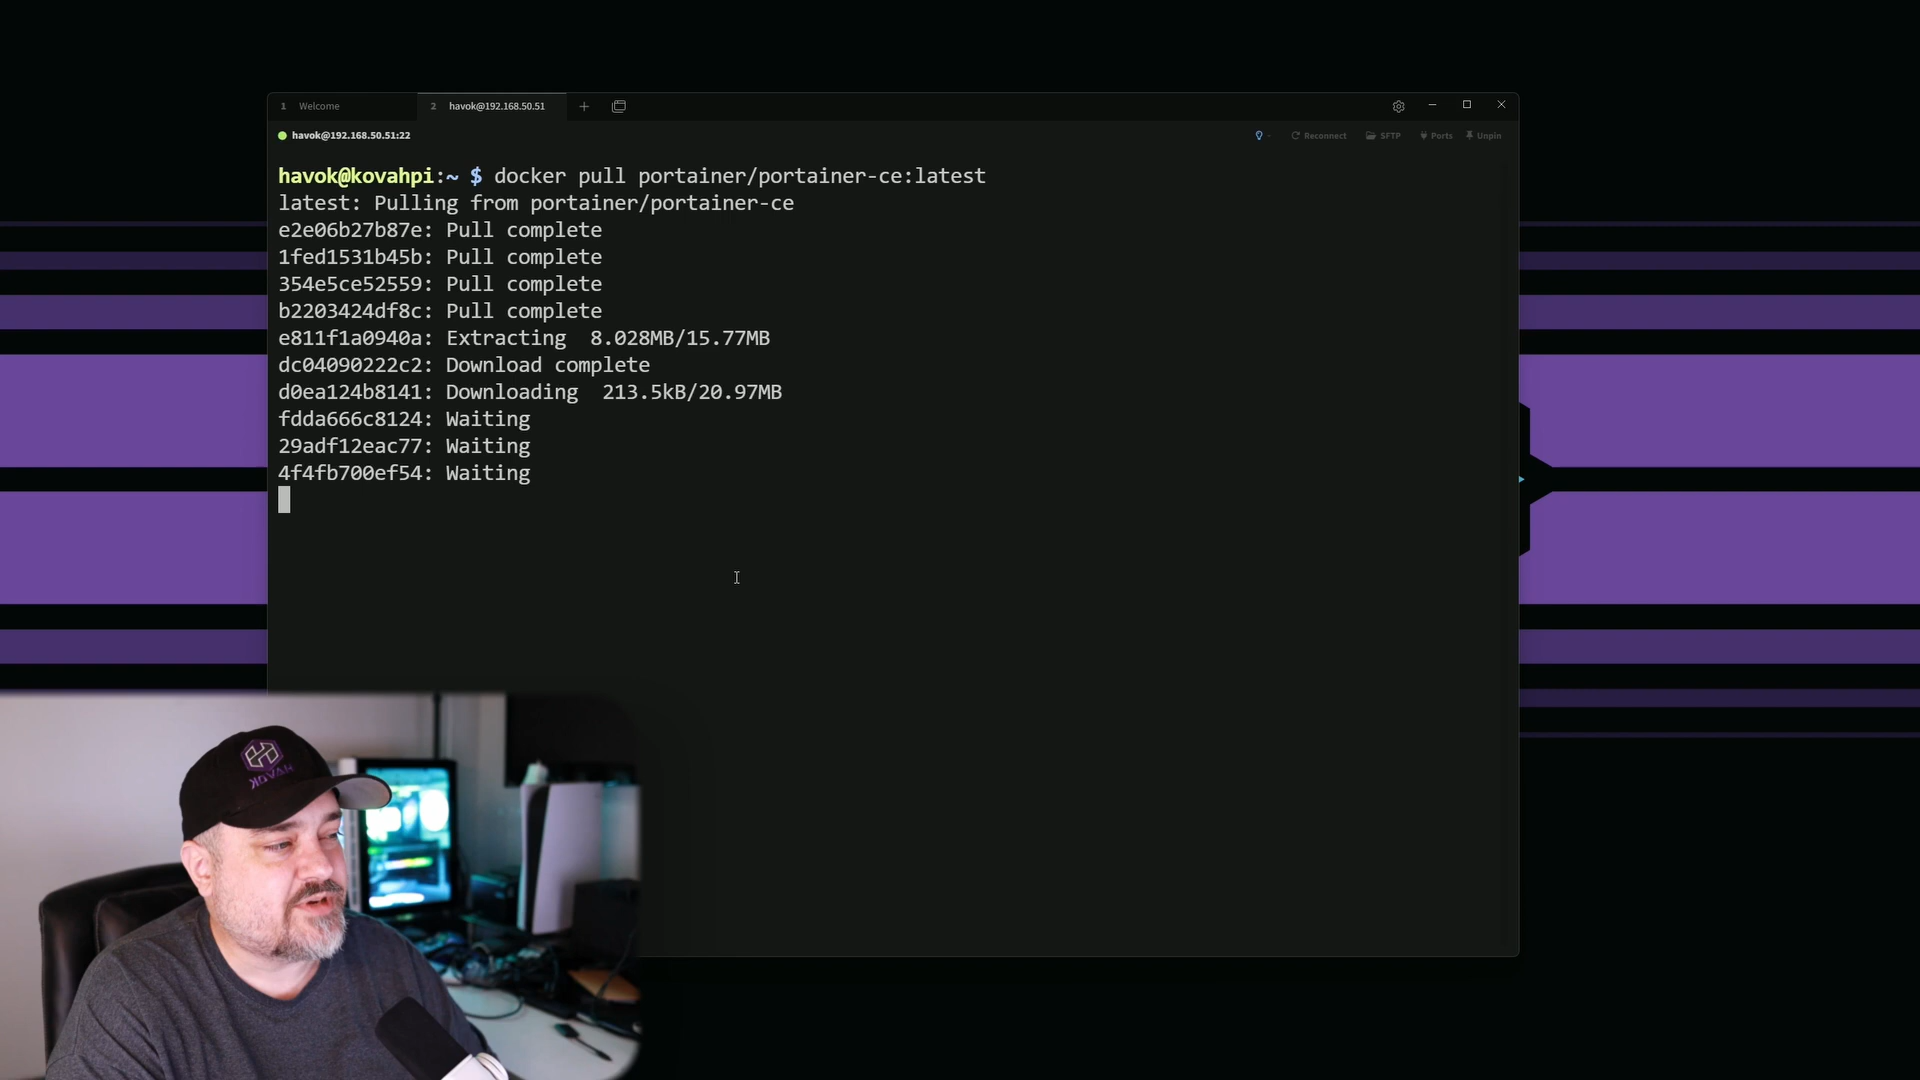 1 Welcome
2 havok@192.168.50.51
havok@192.168.50.51:22
Reconnect SFTP Ports Unpin
havok@kovahpi:~ $ docker pull portainer/portainer-ce:latest
latest: Pulling from portainer/portainer-ce
e2e06b27b87e: Pull complete
1fed1531b45b: Pull complete
354e5ce52559: Pull complete
b2203424df8c: Pull complete
e811f1a0940a: Extracting 8.028MB/15.77MB
dc04090222c2: Download complete
d0ea124b8141: Downloading 213.5kB/20.97MB
fdda666c8124: Waiting
29adf12eac77: Waiting
4f4fb700ef54: Waiting